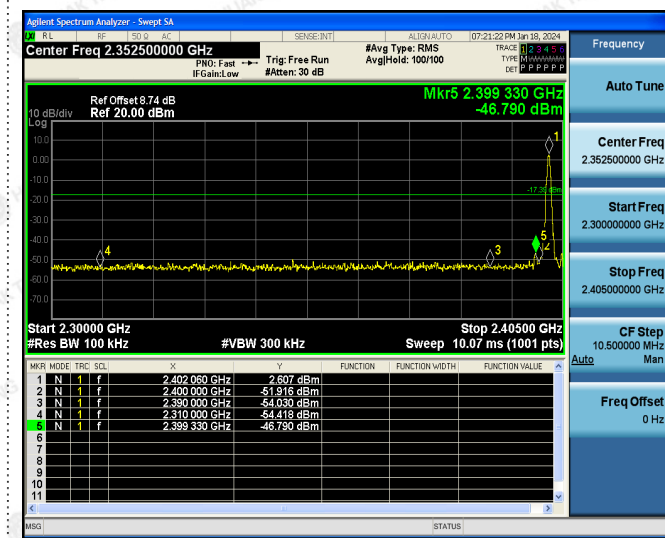 Agilent Spectrum Analyzer - Swept SA
LXI RL RF 50 Ω AC SENSE:INT ALIGN AUTO 07:21:22 PM Jan 18, 2024
Center Freq 2.352500000 GHz #Avg Type: RMS TRACE 1 2 3 4 5 6
PNO: Fast Trig: Free Run Avg|Hold: 100/100 TYPE M
IFGain:Low #Atten: 30 dB DET P P P P P P
Frequency
Auto Tune
Center Freq
2.352500000 GHz
Start Freq
2.300000000 GHz
Stop Freq
2.405000000 GHz
CF Step
10.500000 MHz
Auto Man
Freq Offset
0 Hz
Mkr5 2.399 330 GHz
Ref Offset 8.74 dB
10 dB/div Ref 20.00 dBm -46.790 dBm
Log
10.0
0.00
-10.0
-20.0
-30.0
-40.0
-50.0
-60.0
-70.0
1
5
2
3
4
Start 2.30000 GHz Stop 2.40500 GHz
#Res BW 100 kHz #VBW 300 kHz Sweep 10.07 ms (1001 pts)
MKR MODE TRC SCL X Y FUNCTION FUNCTION WIDTH FUNCTION VALUE
1 N 1 f 2.402 060 GHz 2.607 dBm
2 N 1 f 2.400 000 GHz -51.916 dBm
3 N 1 f 2.390 000 GHz -54.030 dBm
4 N 1 f 2.310 000 GHz -54.418 dBm
5 N 1 f 2.399 330 GHz -46.790 dBm
6
7
8
9
10
11
MSG STATUS